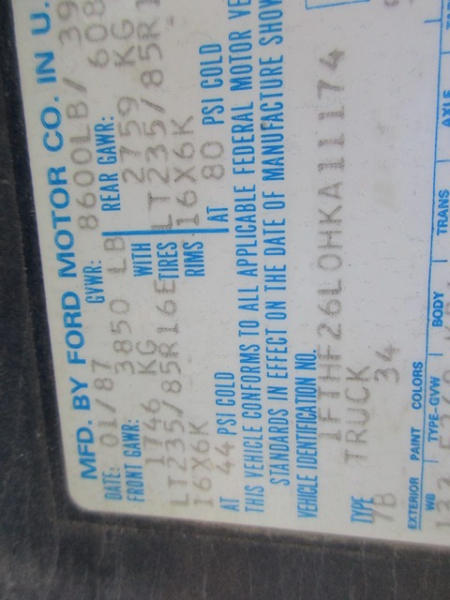 MFD. BY FORD MOTOR CO. IN U.
DATE: 01/87 GVWR: 8600LB/ 39
FRONT GAWR: 3850 LB REAR GAWR: 608
1746 KG WITH 2759 KG
LT235/85R16E TIRES LT235/85R1
16X6K RIMS 16X6K
AT 44 PSI COLD AT 80 PSI COLD
THIS VEHICLE CONFORMS TO ALL APPLICABLE FEDERAL MOTOR VE
STANDARDS IN EFFECT ON THE DATE OF MANUFACTURE SHOW
VEHICLE IDENTIFICATION NO.
1FTHF26L0HKA11174
TYPE TRUCK
7B 34
EXTERIOR PAINT COLORS
WB TYPE-GVW BODY TRANS AXLE